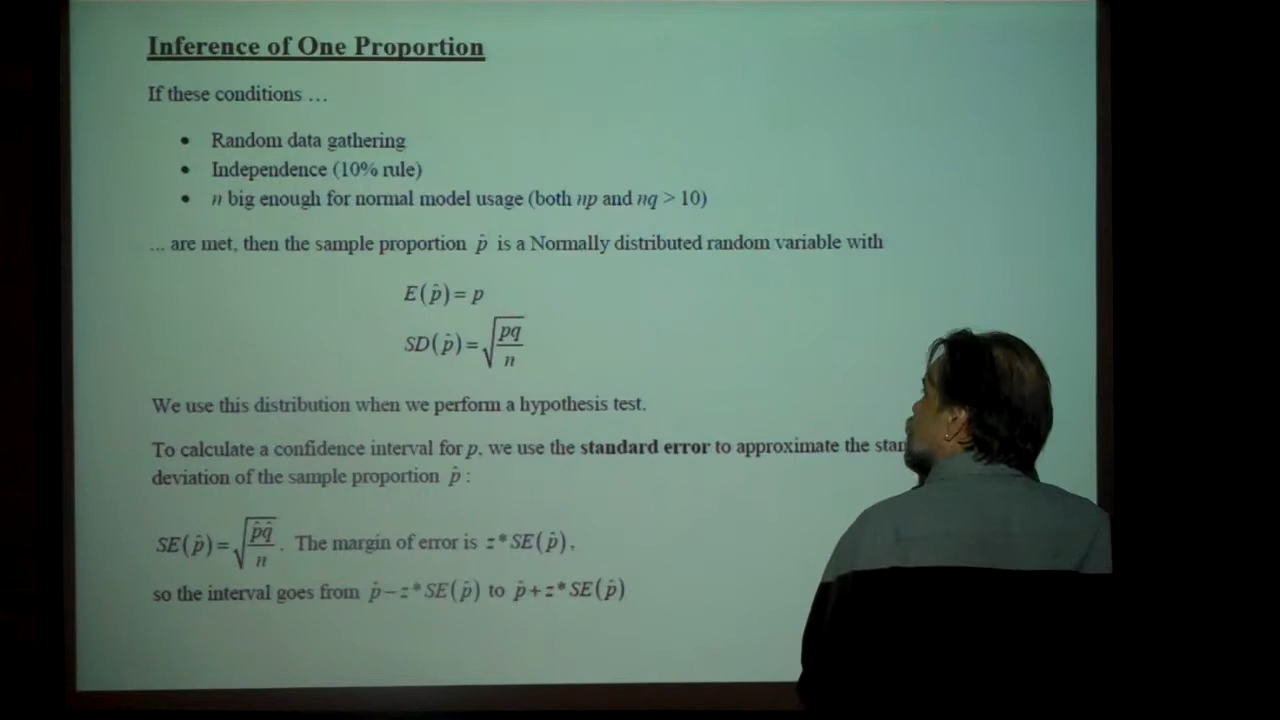 Inference of One Proportion
If these conditions …
• Random data gathering
• Independence (10% rule)
• n big enough for normal model usage (both np and nq > 10)
... are met, then the sample proportion p̂ is a Normally distributed random variable with
E(p̂) = p
SD(p̂) = √(pq/n)
We use this distribution when we perform a hypothesis test.
To calculate a confidence interval for p, we use the standard error to approximate the
deviation of the sample proportion p̂ :
SE(p̂) = √(p̂q̂/n). The margin of error is z*SE(p̂),
so the interval goes from p̂ − z*SE(p̂) to p̂ + z*SE(p̂)